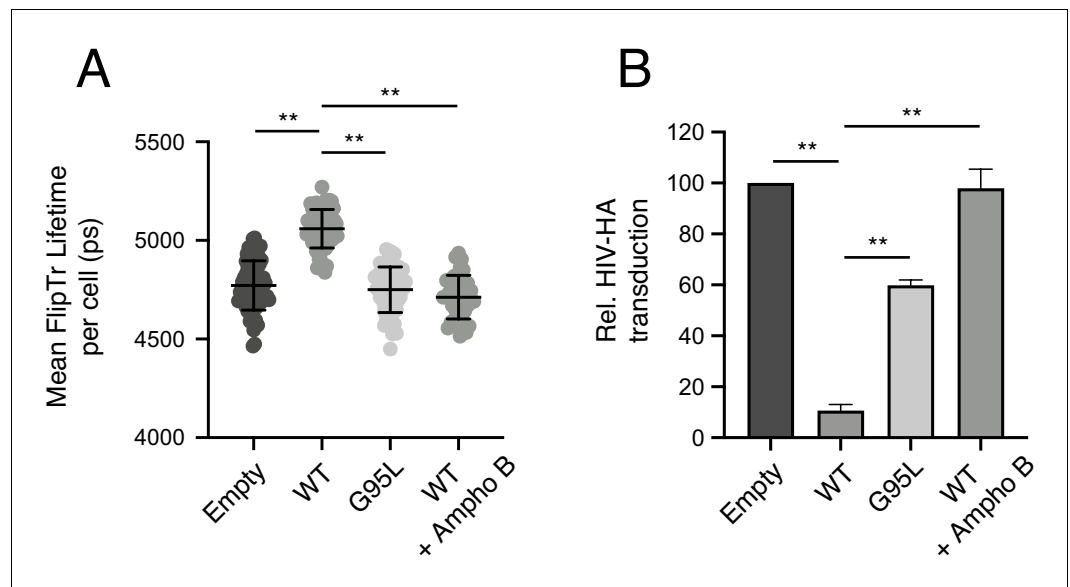 A
**
**
**
5500
5000
4500
4000
Mean FlipTr Lifetime
per cell (ps)
Empty
WT
G95L
WT
+ Ampho B
B
**
**
**
120
100
80
60
40
20
0
Rel. HIV-HA
transduction
Empty
WT
G95L
WT
+ Ampho B